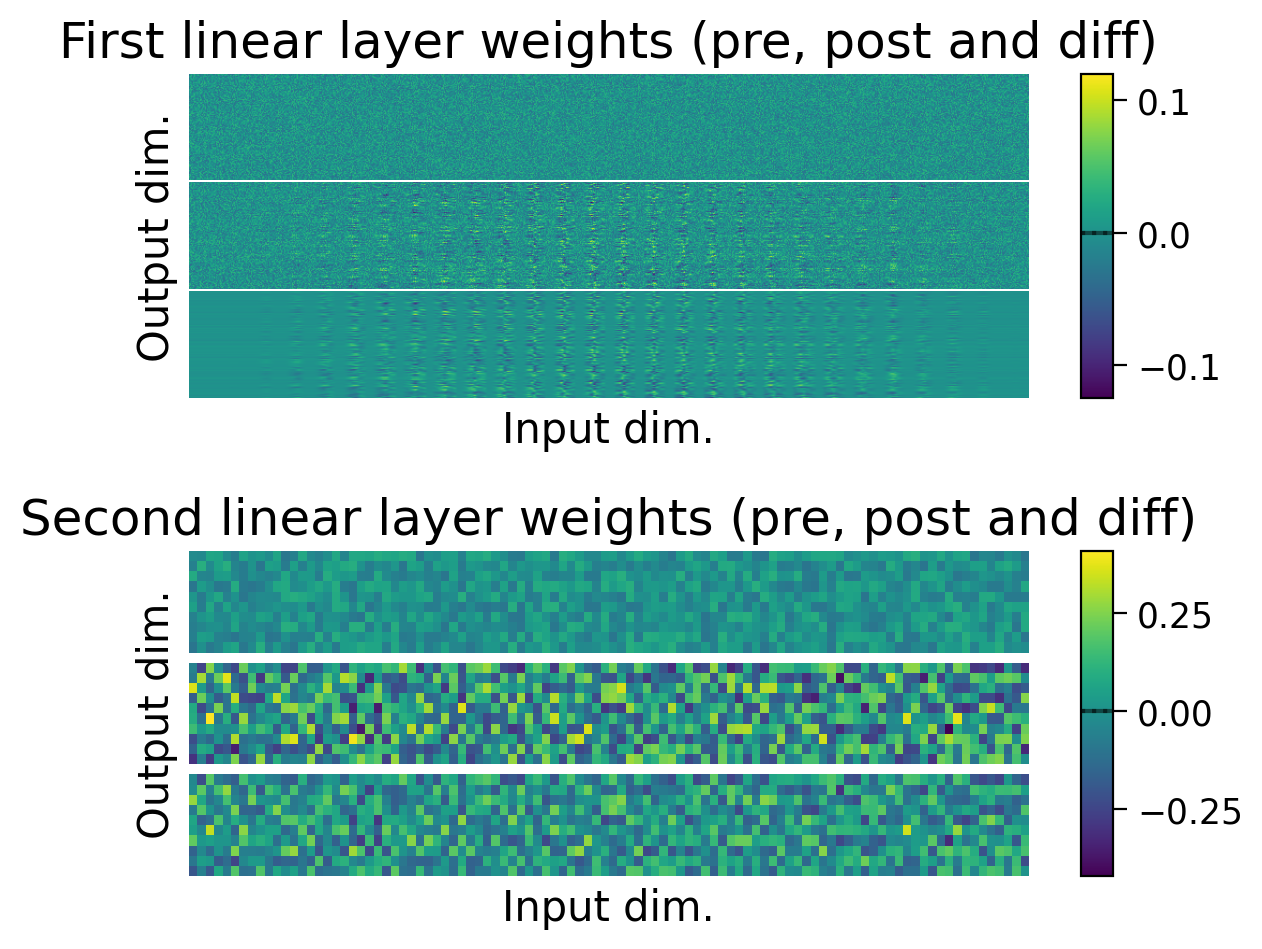 First linear layer weights (pre, post and diff)
Output dim.
0.1
0.0
−0.1
Input dim.
Second linear layer weights (pre, post and diff)
Output dim.
0.25
0.00
−0.25
Input dim.